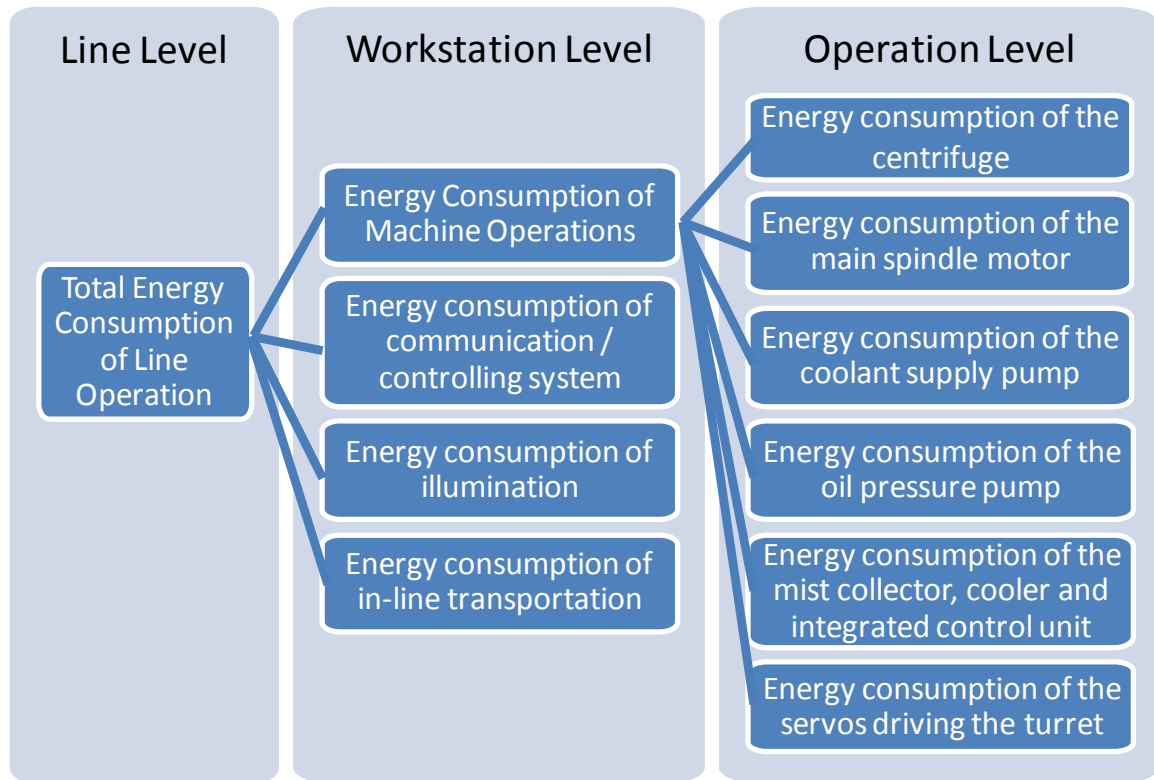 Line Level
Total Energy
Consumption
of Line
Operation
Workstation Level
Energy Consumption of
Machine Operations
Energy consumption of
communication /
controlling system
Energy consumption of
illumination
Energy consumption of
in-line transportation
Operation Level
Energy consumption of the
centrifuge
Energy consumption of the
main spindle motor
Energy consumption of the
coolant supply pump
Energy consumption of the
oil pressure pump
Energy consumption of the
mist collector, cooler and
integrated control unit
Energy consumption of the
servos driving the turret